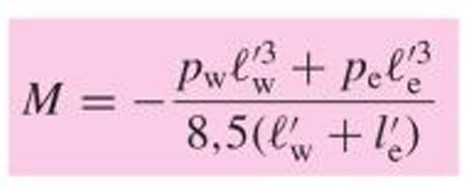 M = − (p_w ℓ′_w³ + p_e ℓ′_e³) / (8,5(ℓ′_w + l′_e))